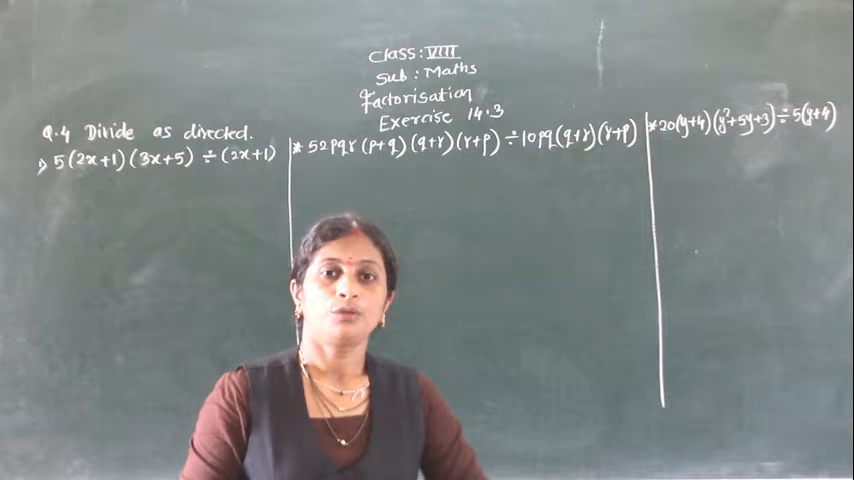 Class: VIII
Sub : Maths
Factorisation
Exercise 14.3
Q.4 Divide as directed.
1) 5(2x+1)(3x+5) ÷ (2x+1)
* 52pqr(p+q)(q+r)(r+p) ÷ 10pq(q+r)(r+p)
* 20(y+4)(y²+5y+3) ÷ 5(y+4)